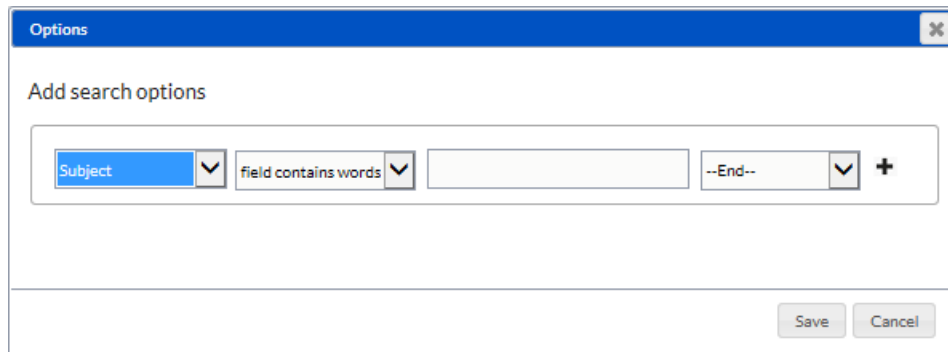 Options
Add search options
Subject field contains words --End--
Save Cancel